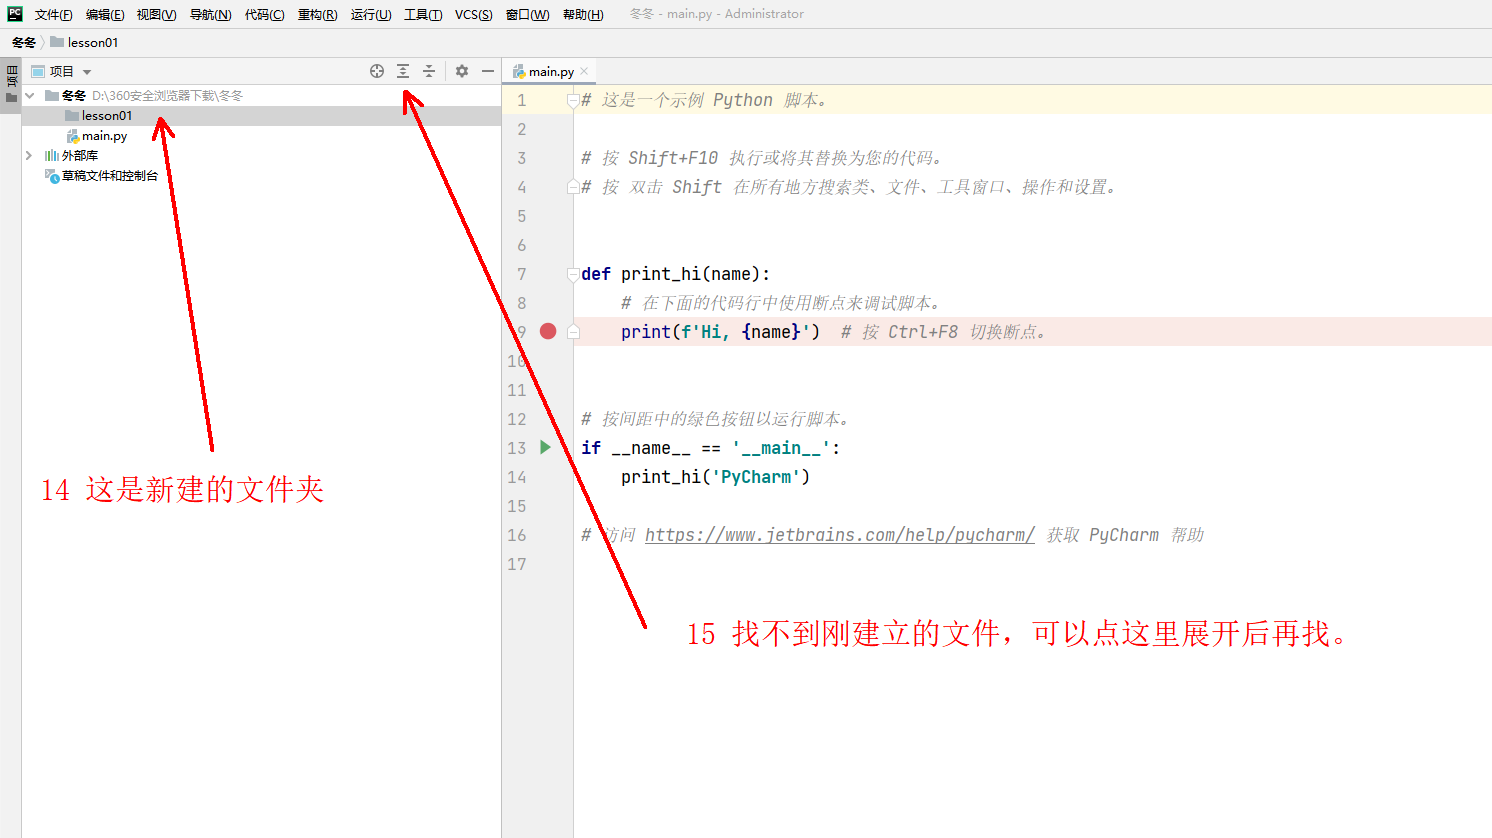 PC 文件(F) 编辑(E) 视图(V) 导航(N) 代码(C) 重构(R) 运行(U) 工具(T) VCS(S) 窗口(W) 帮助(H) 冬冬 - main.py - Administrator
冬冬 lesson01
项目
项目
冬冬 D:\360安全浏览器下载\冬冬
lesson01
main.py
外部库
草稿文件和控制台
14 这是新建的文件夹
main.py
1 # 这是一个示例 Python 脚本。
2
3 # 按 Shift+F10 执行或将其替换为您的代码。
4 # 按 双击 Shift 在所有地方搜索类、文件、工具窗口、操作和设置。
5
6
7 def print_hi(name):
8 # 在下面的代码行中使用断点来调试脚本。
9 print(f'Hi, {name}') # 按 Ctrl+F8 切换断点。
10
11
12 # 按间距中的绿色按钮以运行脚本。
13 if __name__ == '__main__':
14 print_hi('PyCharm')
15
16 # 访问 https://www.jetbrains.com/help/pycharm/ 获取 PyCharm 帮助
17
15 找不到刚建立的文件，可以点这里展开后再找。